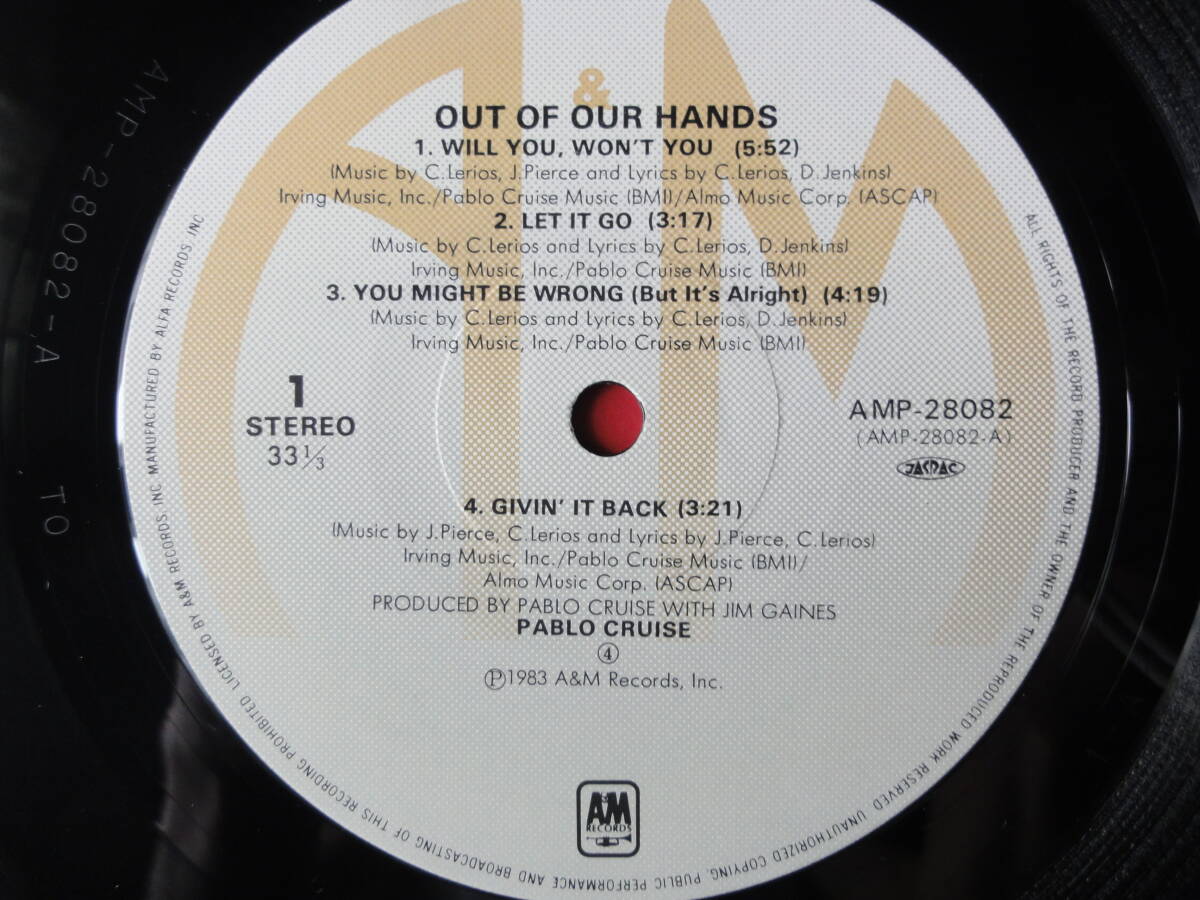 A & M
OUT OF OUR HANDS
1. WILL YOU, WON'T YOU (5:52)
(Music by C.Lerios, J.Pierce and Lyrics by C.Lerios, D.Jenkins)
Irving Music, Inc./Pablo Cruise Music (BMI)/Almo Music Corp. (ASCAP)
2. LET IT GO (3:17)
(Music by C.Lerios and Lyrics by C.Lerios, D.Jenkins)
Irving Music, Inc./Pablo Cruise Music (BMI)
3. YOU MIGHT BE WRONG (But It's Alright) (4:19)
(Music by C.Lerios and Lyrics by C.Lerios, D.Jenkins)
Irving Music, Inc./Pablo Cruise Music (BMI)
1
STEREO
33 1/3
AMP-28082
(AMP-28082-A)
JASRAC
4. GIVIN' IT BACK (3:21)
(Music by J.Pierce, C.Lerios and Lyrics by J.Pierce, C.Lerios)
Irving Music, Inc./Pablo Cruise Music (BMI)/
Almo Music Corp. (ASCAP)
PRODUCED BY PABLO CRUISE WITH JIM GAINES
PABLO CRUISE
④
Ⓟ1983 A&M Records, Inc.
A&M
RECORDS
ALL RIGHTS OF THE RECORD PRODUCER AND THE OWNER OF THE REPRODUCED WORK RESERVED UNAUTHORIZED COPYING, PUBLIC PERFORMANCE AND BROADCASTING OF THIS RECORDING PROHIBITED LICENSED BY A&M RECORDS. INC MANUFACTURED BY ALFA RECORDS INC
AMP-28082-A TO